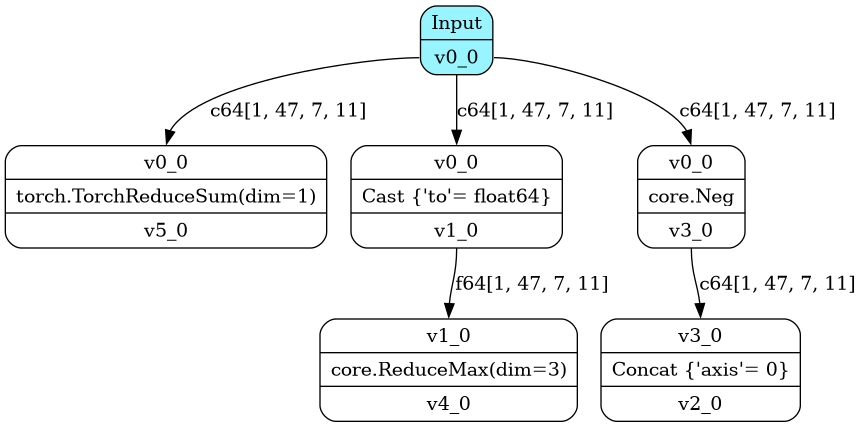 Input
v0_0
c64[1, 47, 7, 11]
c64[1, 47, 7, 11]
c64[1, 47, 7, 11]
v0_0
torch.TorchReduceSum(dim=1)
v5_0
v0_0
Cast {'to'= float64}
v1_0
v0_0
core.Neg
v3_0
f64[1, 47, 7, 11]
c64[1, 47, 7, 11]
v1_0
core.ReduceMax(dim=3)
v4_0
v3_0
Concat {'axis'= 0}
v2_0